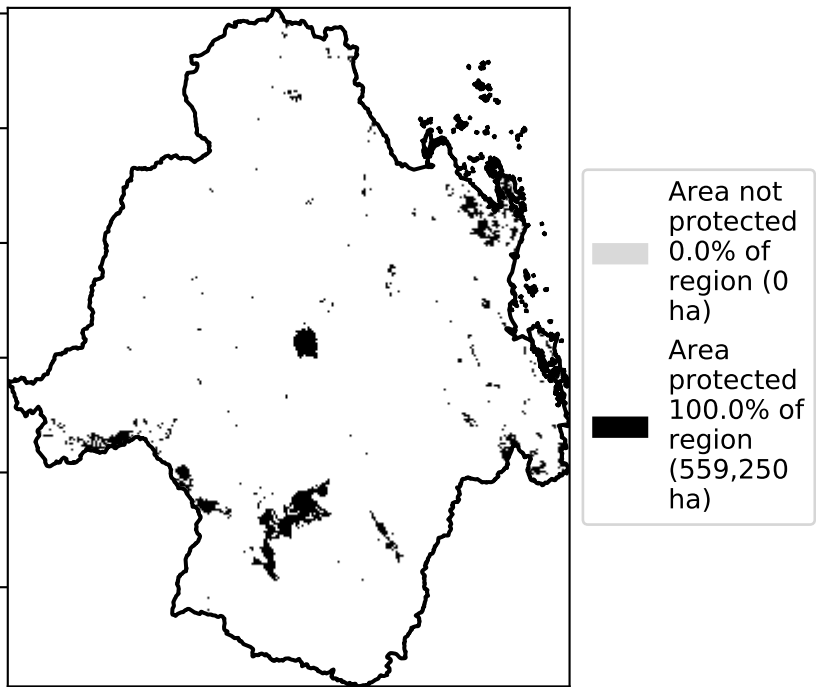 Area not
protected
0.0% of
region (0
ha)
Area
protected
100.0% of
region
(559,250
ha)